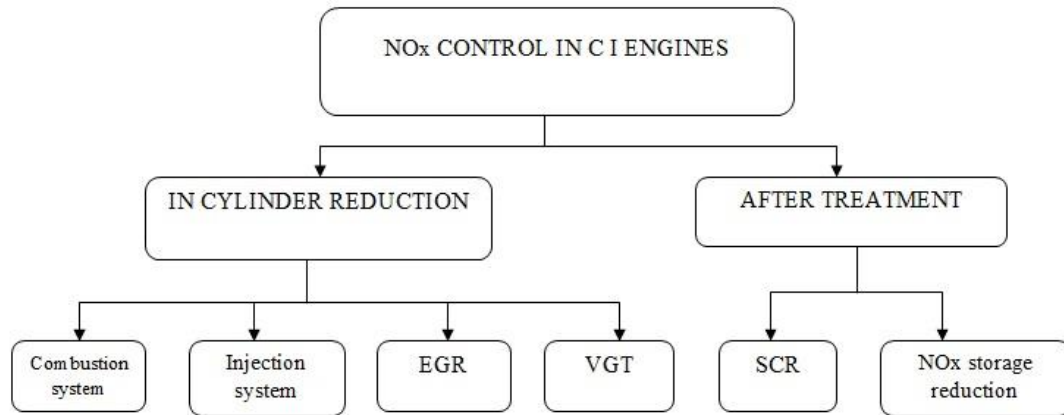 NOx CONTROL IN C I ENGINES
IN CYLINDER REDUCTION
AFTER TREATMENT
Combustion
system
Injection
system
EGR
VGT
SCR
NOx storage
reduction